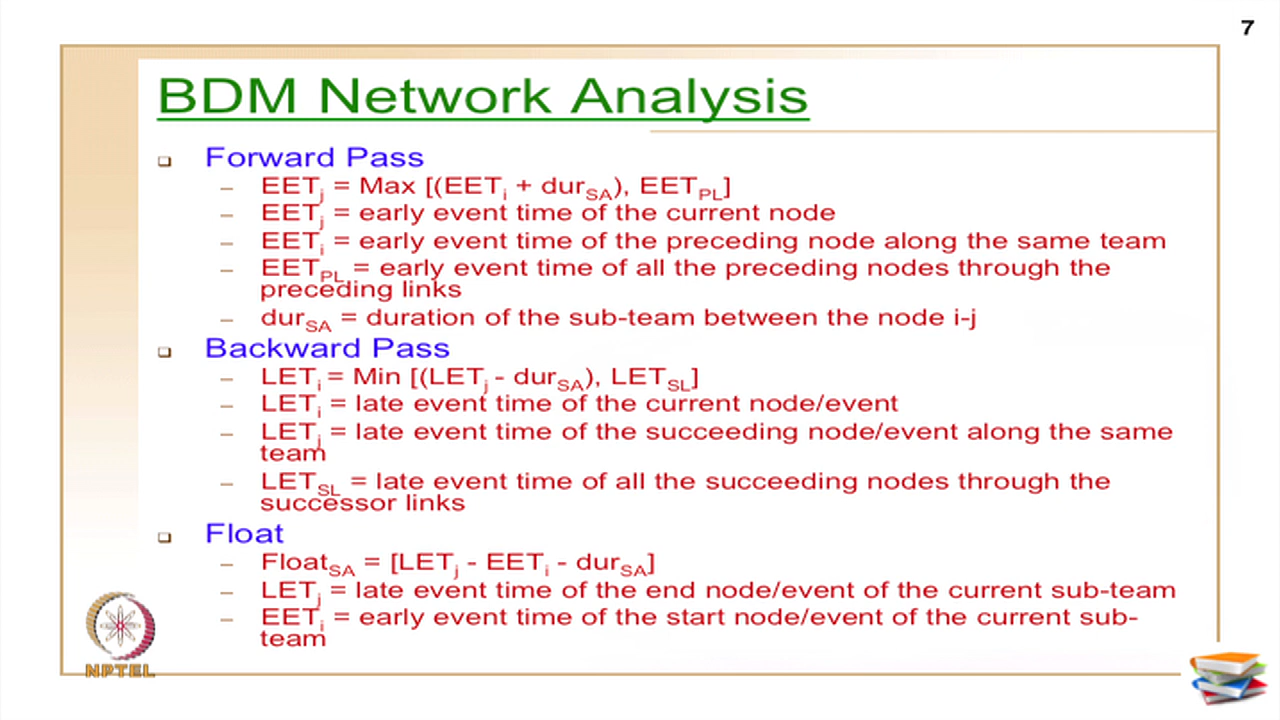 7
BDM Network Analysis
❑ Forward Pass
– EETj = Max [(EETi + durSA), EETPL]
– EETj = early event time of the current node
– EETi = early event time of the preceding node along the same team
– EETPL = early event time of all the preceding nodes through the
preceding links
– durSA = duration of the sub-team between the node i-j
❑ Backward Pass
– LETi = Min [(LETj - durSA), LETSL]
– LETi = late event time of the current node/event
– LETj = late event time of the succeeding node/event along the same
team
– LETSL = late event time of all the succeeding nodes through the
successor links
❑ Float
– FloatSA = [LETj - EETi - durSA]
– LETj = late event time of the end node/event of the current sub-team
– EETi = early event time of the start node/event of the current sub-
team
NPTEL